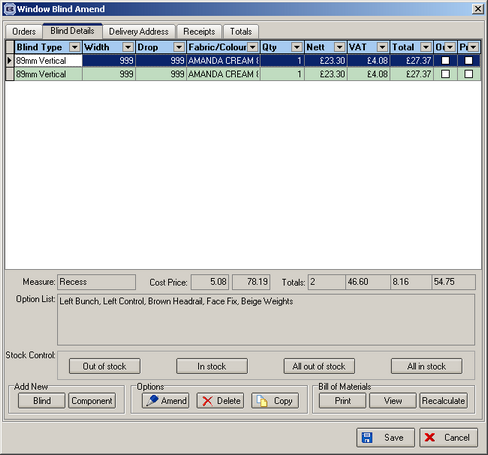 Window Blind Amend
Orders Blind Details Delivery Address Receipts Totals
Blind Type Width Drop Fabric/Colour Qty Nett VAT Total
89mm Vertical 999 999 AMANDA CREAM 1 £23.30 £4.08 £27.37
89mm Vertical 999 999 AMANDA CREAM 1 £23.30 £4.08 £27.37
Measure: Recess Cost Price: 5.08 78.19 Totals: 2 46.60 8.16 54.75
Option List: Left Bunch, Left Control, Brown Headrail, Face Fix, Beige Weights
Stock Control: Out of stock In stock All out of stock All in stock
Add New Options Bill of Materials
Blind Component Amend Delete Copy Print View Recalculate
Save Cancel